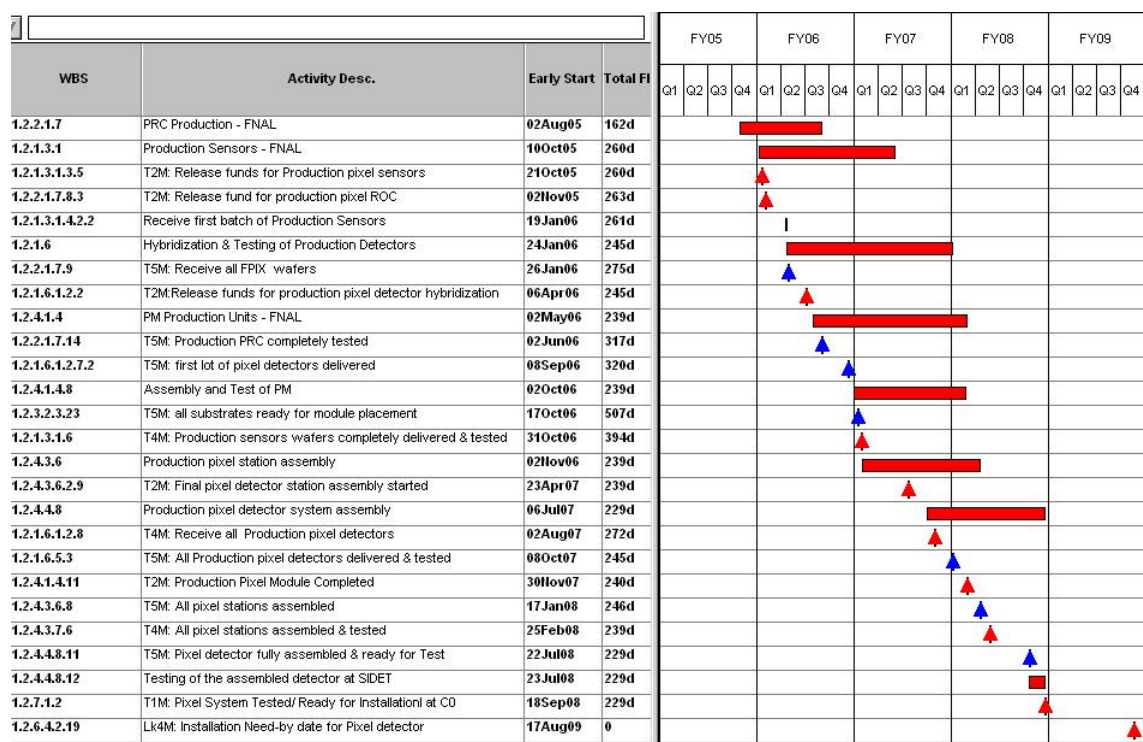 FY05 FY06 FY07 FY08 FY09
WBS Activity Desc. Early Start Total Fl
Q1 Q2 Q3 Q4 Q1 Q2 Q3 Q4 Q1 Q2 Q3 Q4 Q1 Q2 Q3 Q4 Q1 Q2 Q3 Q4
1.2.2.1.7 PRC Production - FNAL 02Aug05 162d
1.2.1.3.1 Production Sensors - FNAL 10Oct05 260d
1.2.1.3.1.3.5 T2M: Release funds for Production pixel sensors 21Oct05 260d
1.2.2.1.7.8.3 T2M: Release fund for production pixel ROC 02Nov05 263d
1.2.1.3.1.4.2.2 Receive first batch of Production Sensors 19Jan06 261d
1.2.1.6 Hybridization & Testing of Production Detectors 24Jan06 245d
1.2.2.1.7.9 T5M: Receive all FPIX wafers 26Jan06 275d
1.2.1.6.1.2.2 T2M:Release funds for production pixel detector hybridization 06Apr06 245d
1.2.4.1.4 PM Production Units - FNAL 02May06 239d
1.2.2.1.7.14 T5M: Production PRC completely tested 02Jun06 317d
1.2.1.6.1.2.7.2 T5M: first lot of pixel detectors delivered 08Sep06 320d
1.2.4.1.4.8 Assembly and Test of PM 02Oct06 239d
1.2.3.2.3.23 T5M: all substrates ready for module placement 17Oct06 507d
1.2.1.3.1.6 T4M: Production sensors wafers completely delivered & tested 31Oct06 394d
1.2.4.3.6 Production pixel station assembly 02Nov06 239d
1.2.4.3.6.2.9 T2M: Final pixel detector station assembly started 23Apr07 239d
1.2.4.4.8 Production pixel detector system assembly 06Jul07 229d
1.2.1.6.1.2.8 T4M: Receive all Production pixel detectors 02Aug07 272d
1.2.1.6.5.3 T5M: All Production pixel detectors delivered & tested 08Oct07 245d
1.2.4.1.4.11 T2M: Production Pixel Module Completed 30Nov07 240d
1.2.4.3.6.8 T5M: All pixel stations assembled 17Jan08 246d
1.2.4.3.7.6 T4M: All pixel stations assembled & tested 25Feb08 239d
1.2.4.4.8.11 T5M: Pixel detector fully assembled & ready for Test 22Jul08 229d
1.2.4.4.8.12 Testing of the assembled detector at SIDET 23Jul08 229d
1.2.7.1.2 T1M: Pixel System Tested/ Ready for Installationl at C0 18Sep08 229d
1.2.6.4.2.19 Lk4M: Installation Need-by date for Pixel detector 17Aug09 0